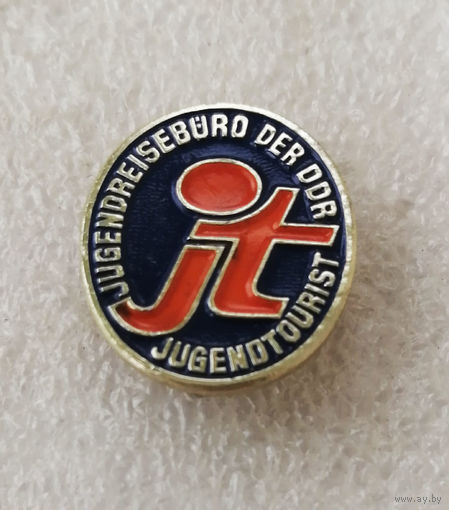 JUGENDREISEBÜRO DER DDR
jt
JUGENDTOURIST
www.ay.by